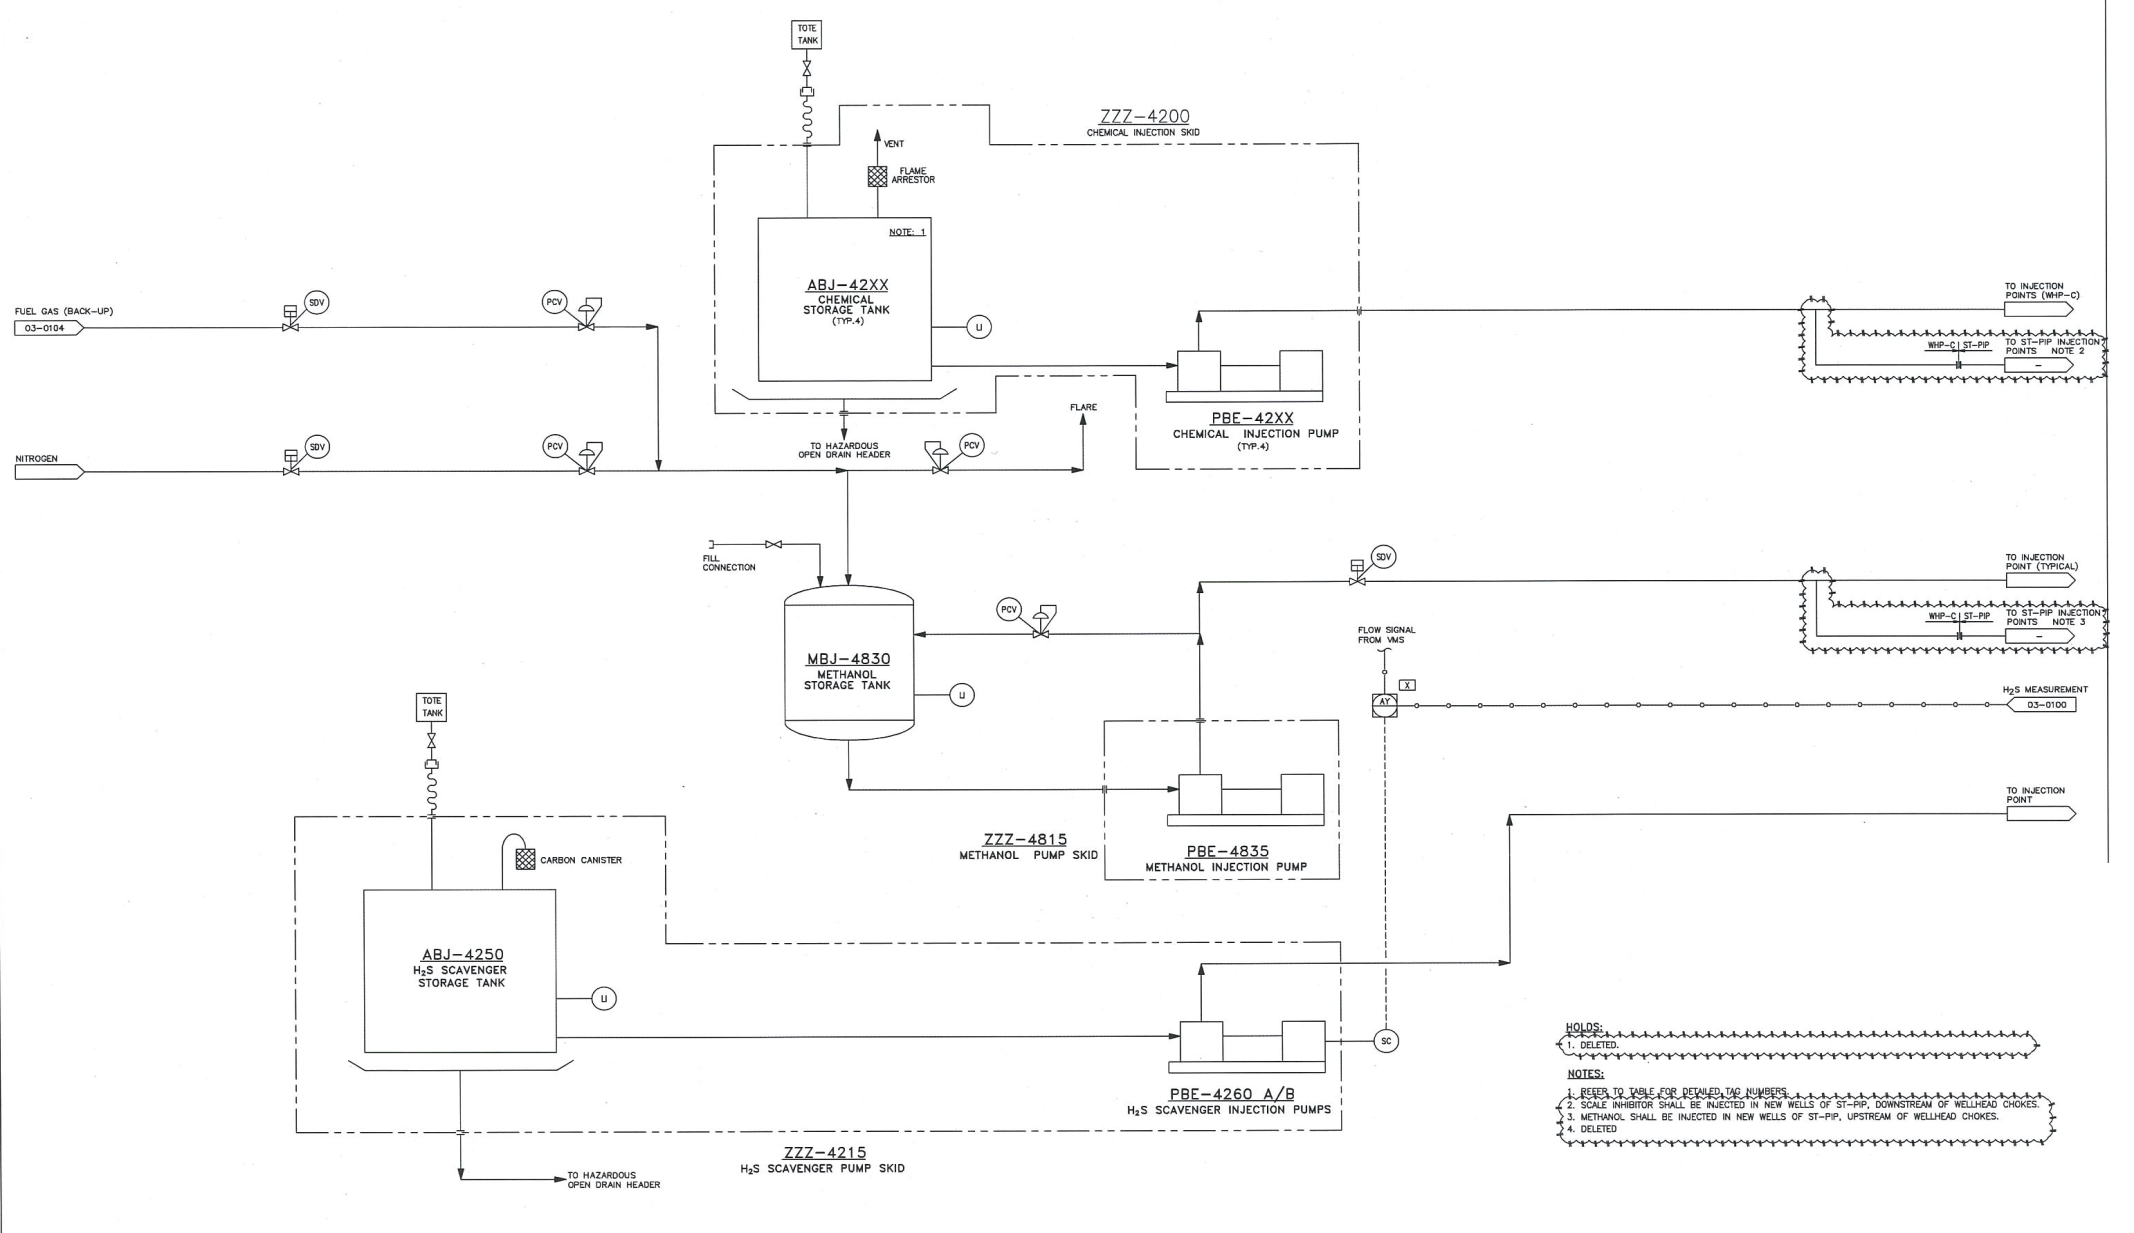 TOTE
TANK
ZZZ-4200
CHEMICAL INJECTION SKID
VENT
FLAME
ARRESTOR
NOTE: 1
ABJ-42XX
CHEMICAL
STORAGE TANK
(TYP.4)
LI
FUEL GAS (BACK-UP)
03-0104
SDV
PCV
TO INJECTION
POINTS (WHP-C)
WHP-C | ST-PIP
TO ST-PIP INJECTION
POINTS NOTE 2
-
FLARE
PBE-42XX
CHEMICAL INJECTION PUMP
(TYP.4)
TO HAZARDOUS
OPEN DRAIN HEADER
NITROGEN
SDV
PCV
PCV
FILL
CONNECTION
SDV
TO INJECTION
POINT (TYPICAL)
PCV
WHP-C | ST-PIP
TO ST-PIP INJECTION
POINTS NOTE 3
-
FLOW SIGNAL
FROM VMS
MBJ-4830
METHANOL
STORAGE TANK
LI
AY
X
H₂S MEASUREMENT
03-0100
TOTE
TANK
TO INJECTION
POINT
ZZZ-4815
METHANOL PUMP SKID
PBE-4835
METHANOL INJECTION PUMP
CARBON CANISTER
ABJ-4250
H₂S SCAVENGER
STORAGE TANK
LI
SC
PBE-4260 A/B
H₂S SCAVENGER INJECTION PUMPS
ZZZ-4215
H₂S SCAVENGER PUMP SKID
TO HAZARDOUS
OPEN DRAIN HEADER
HOLDS:
1. DELETED.
NOTES:
1. REFER TO TABLE FOR DETAILED TAG NUMBERS.
2. SCALE INHIBITOR SHALL BE INJECTED IN NEW WELLS OF ST-PIP, DOWNSTREAM OF WELLHEAD CHOKES.
3. METHANOL SHALL BE INJECTED IN NEW WELLS OF ST-PIP, UPSTREAM OF WELLHEAD CHOKES.
4. DELETED